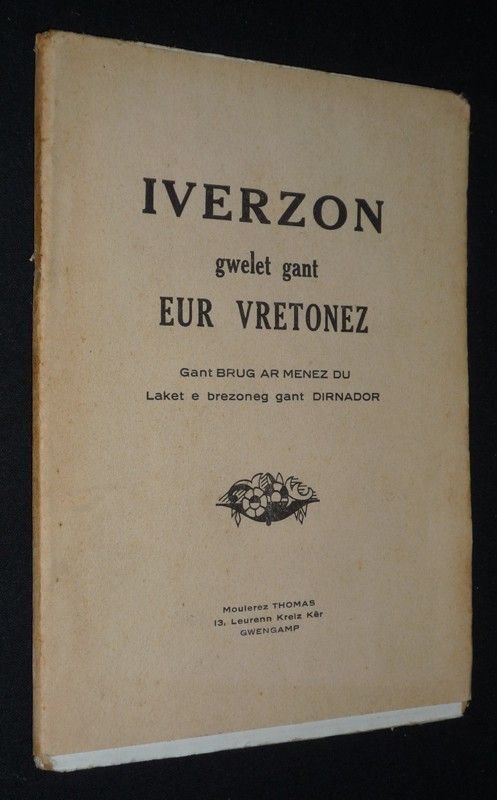 IVERZON
gwelet gant
EUR VRETONEZ
Gant BRUG AR MENEZ DU
Laket e brezoneg gant DIRNADOR
Moulerez THOMAS
13, Leurenn Kreiz Kêr
GWENGAMP